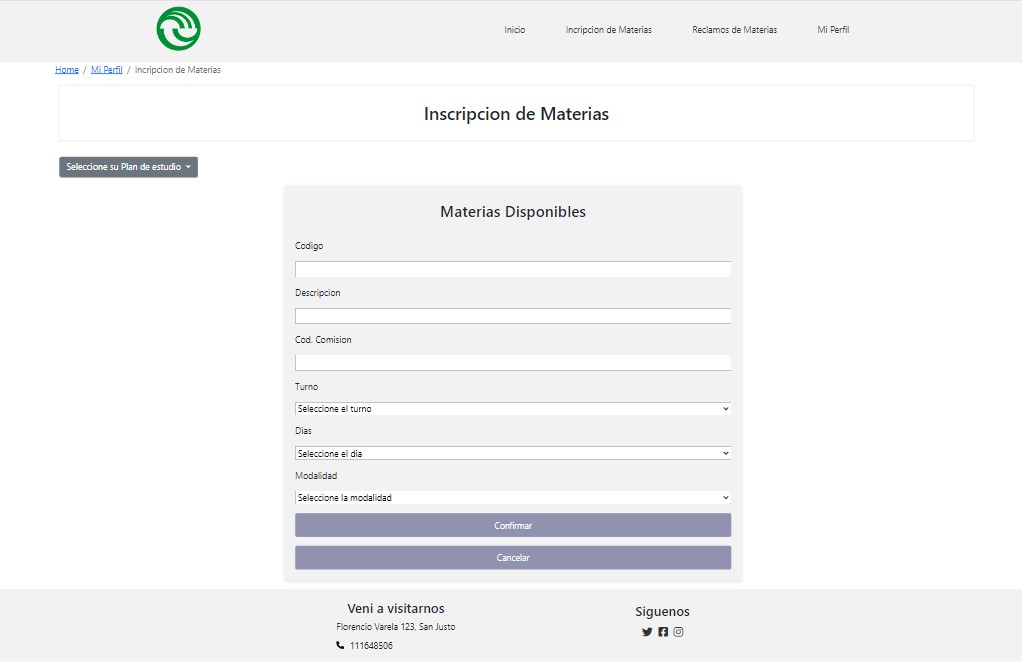 Inicio Incripcion de Materias Reclamos de Materias Mi Perfil
Home / Mi Perfil / Incripcion de Materias
Inscripcion de Materias
Seleccione su Plan de estudio
Materias Disponibles
Codigo
Descripcion
Cod. Comision
Turno
Seleccione el turno
Dias
Seleccione el dia
Modalidad
Seleccione la modalidad
Confirmar
Cancelar
Veni a visitarnos
Florencio Varela 123, San Justo
111648506
Siguenos